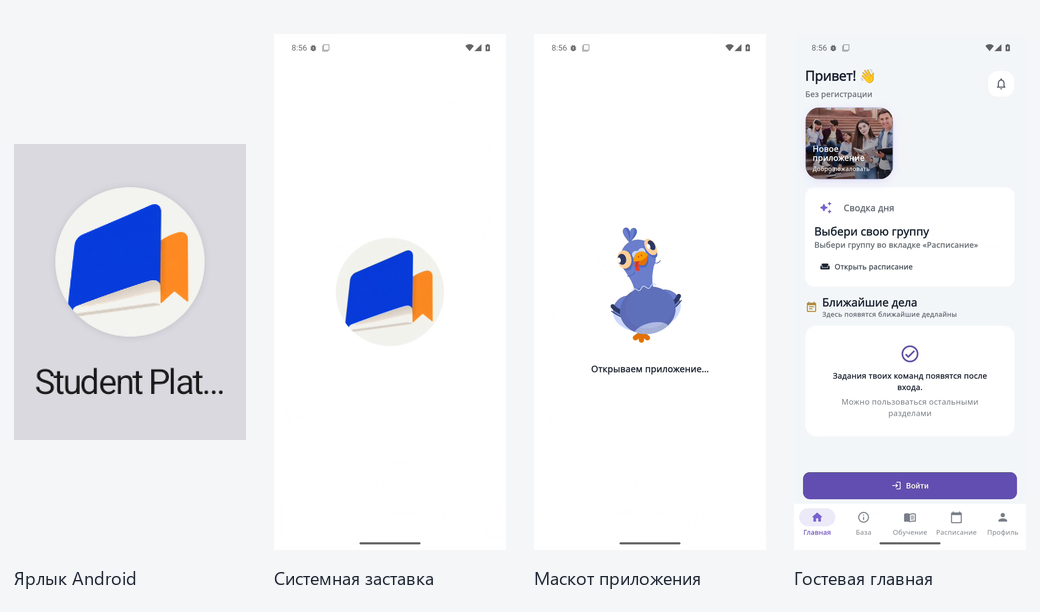 Student Plat...
Ярлык Android
8:56
Системная заставка
8:56
Открываем приложение...
Маскот приложения
8:56
Привет! 👋
Без регистрации
Новое
приложение
Добро пожаловать
Сводка дня
Выбери свою группу
Выбери группу во вкладке «Расписание»
Открыть расписание
Ближайшие дела
Здесь появятся ближайшие дедлайны
Задания твоих команд появятся после
входа.
Можно пользоваться остальными
разделами
Войти
Главная
База
Обучение
Расписание
Профиль
Гостевая главная